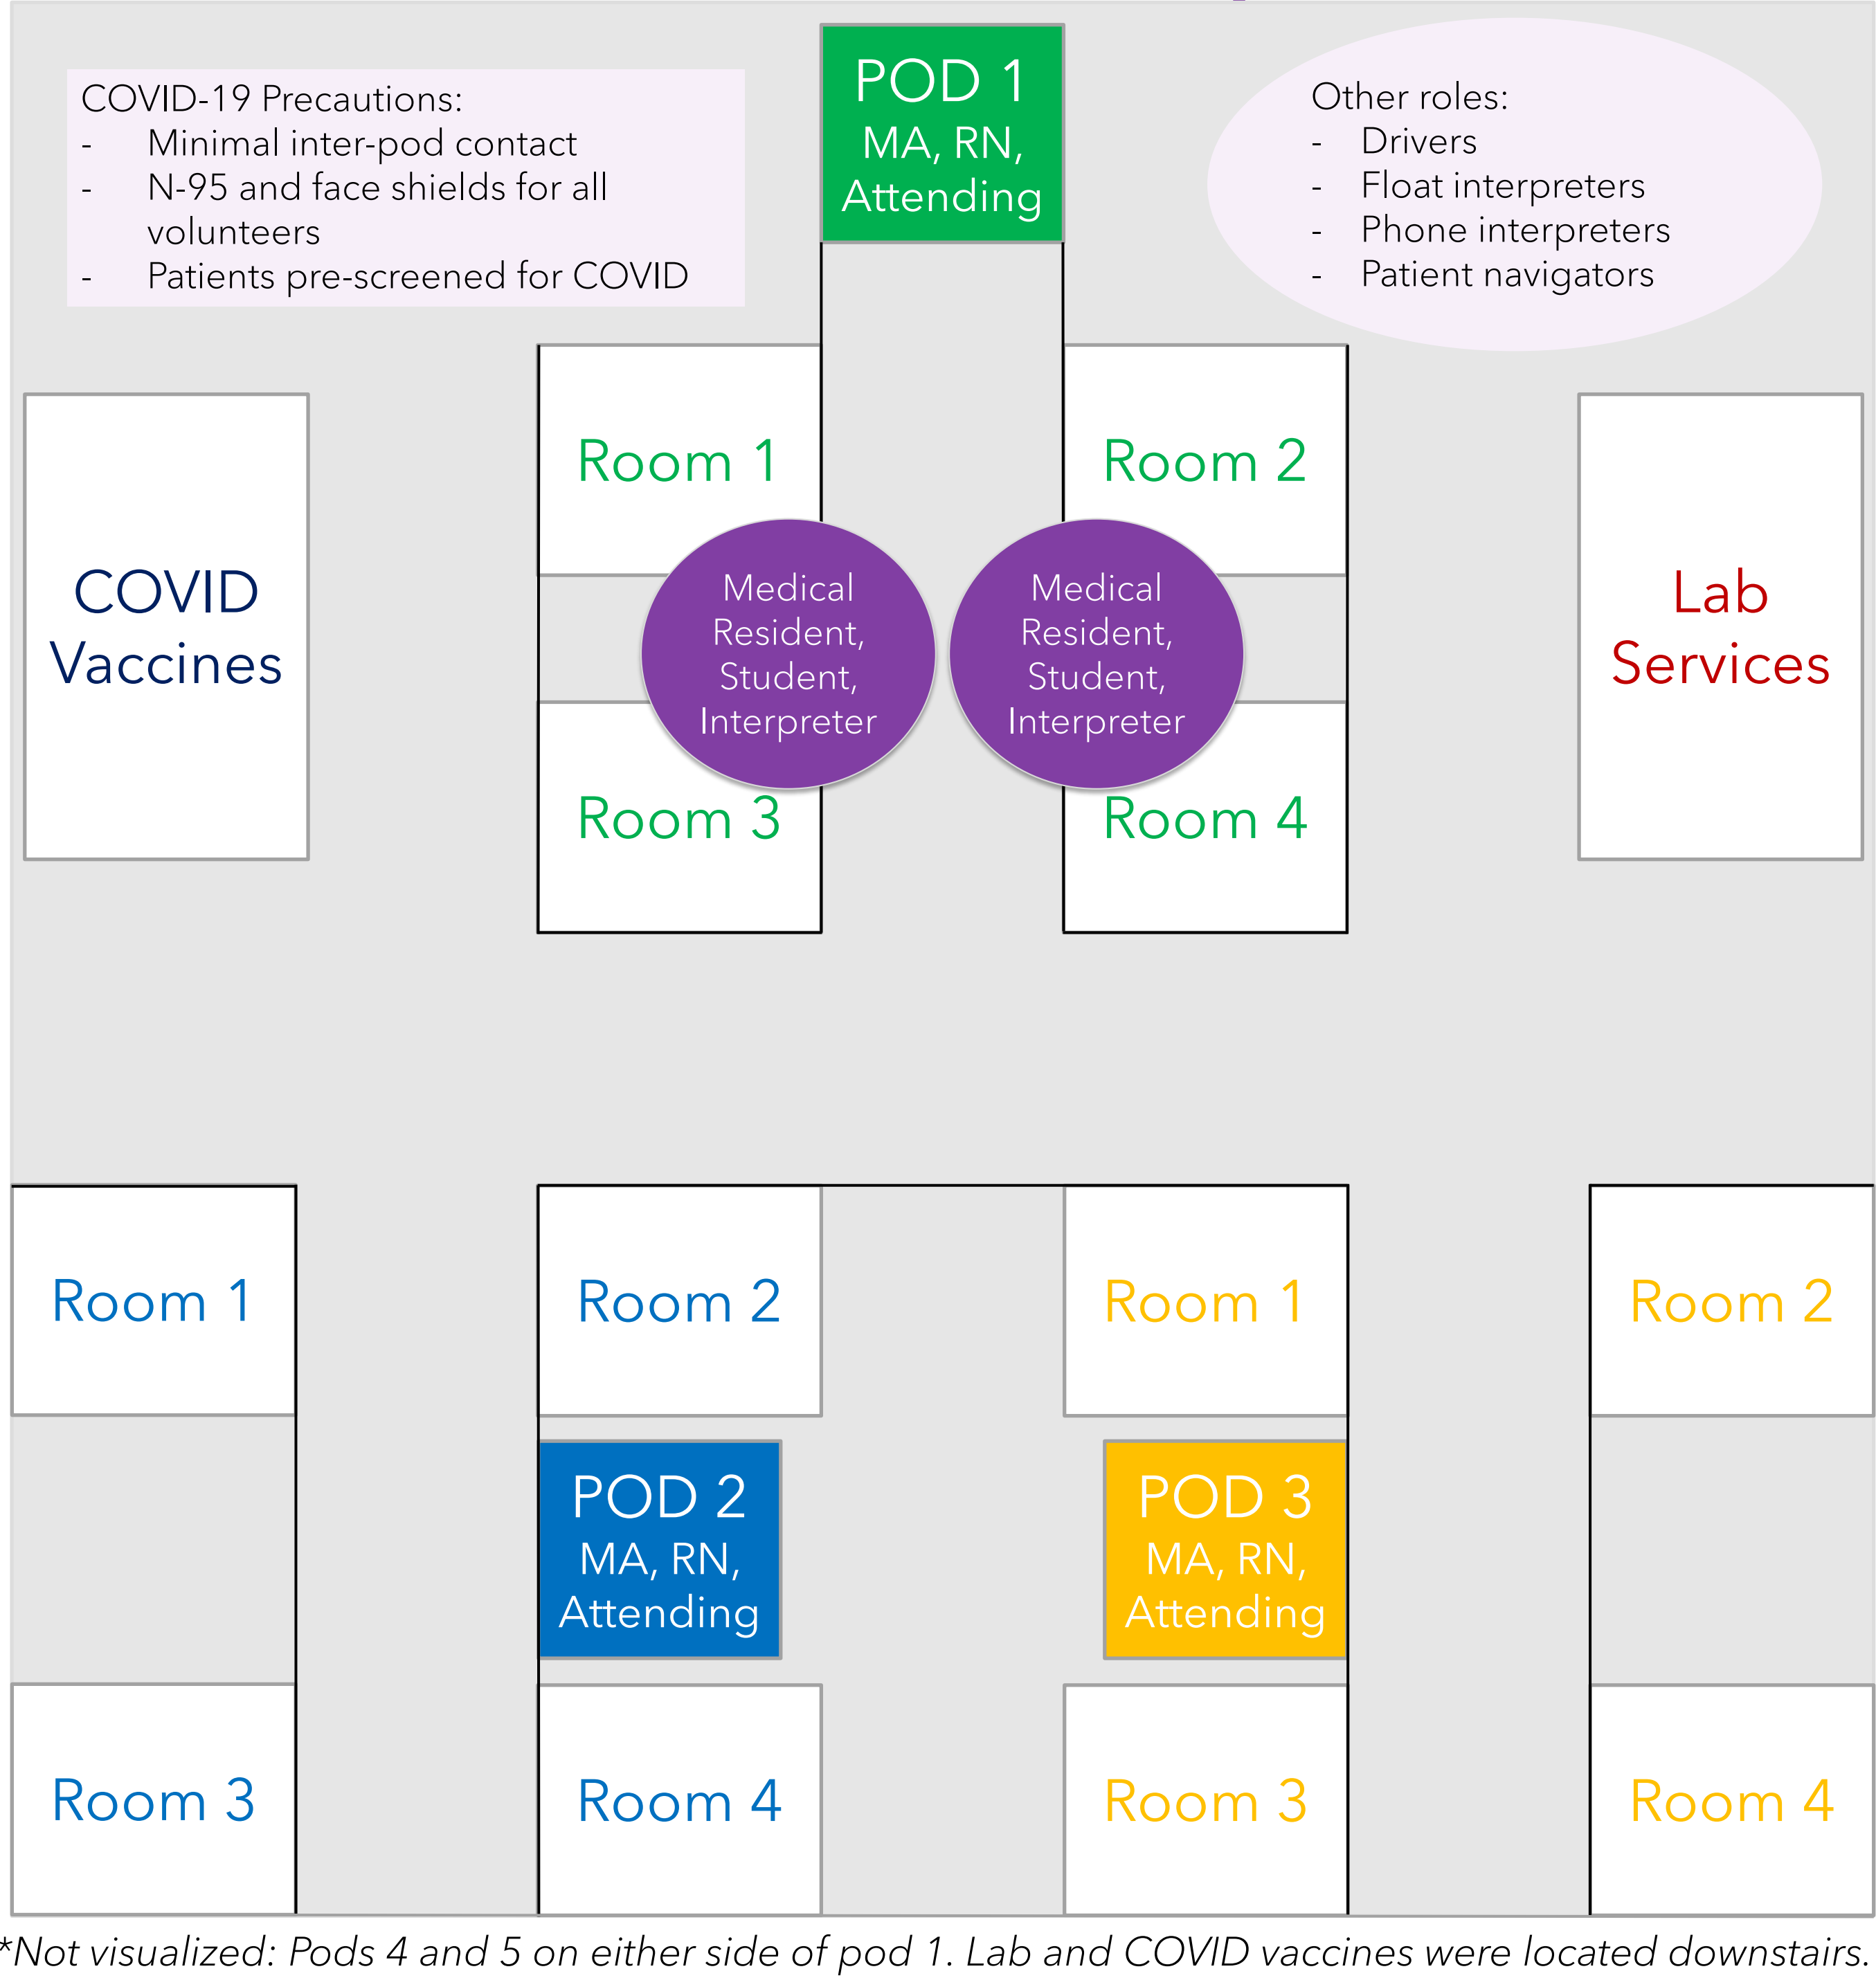 COVID-19 Precautions:
- Minimal inter-pod contact
- N-95 and face shields for all
volunteers
- Patients pre-screened for COVID
POD 1
MA, RN,
Attending
Other roles:
- Drivers
- Float interpreters
- Phone interpreters
- Patient navigators
Room 1
Room 2
COVID
Vaccines
Medical
Resident,
Student,
Interpreter
Medical
Resident,
Student,
Interpreter
Lab
Services
Room 3
Room 4
Room 1
Room 2
Room 1
Room 2
POD 2
MA, RN,
Attending
POD 3
MA, RN,
Attending
Room 3
Room 4
Room 3
Room 4
*Not visualized: Pods 4 and 5 on either side of pod 1. Lab and COVID vaccines were located downstairs.